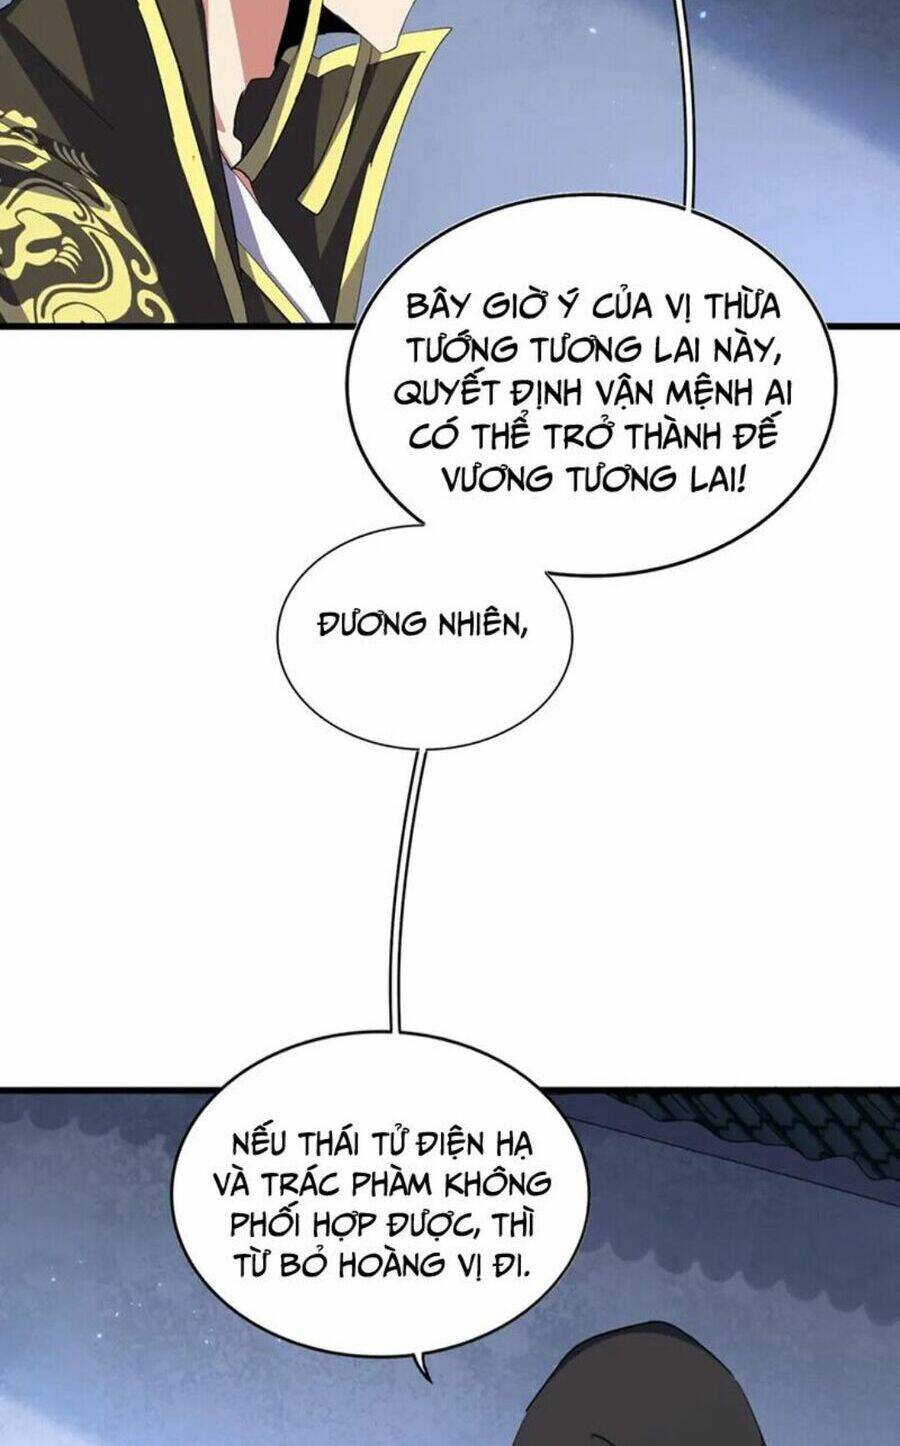 BÂY GIỜ Ý CỦA VỊ THỪA
TƯỚNG TƯƠNG LAI NÀY,
QUYẾT ĐỊNH VẬN MỆNH AI
CÓ THỂ TRỞ THÀNH ĐẾ
VƯƠNG TƯƠNG LAI!
ĐƯƠNG NHIÊN,
NẾU THÁI TỬ ĐIỆN HẠ
VÀ TRÁC PHÀM KHÔNG
PHỐI HỢP ĐƯỢC, THÌ
TỪ BỎ HOÀNG VỊ ĐI.